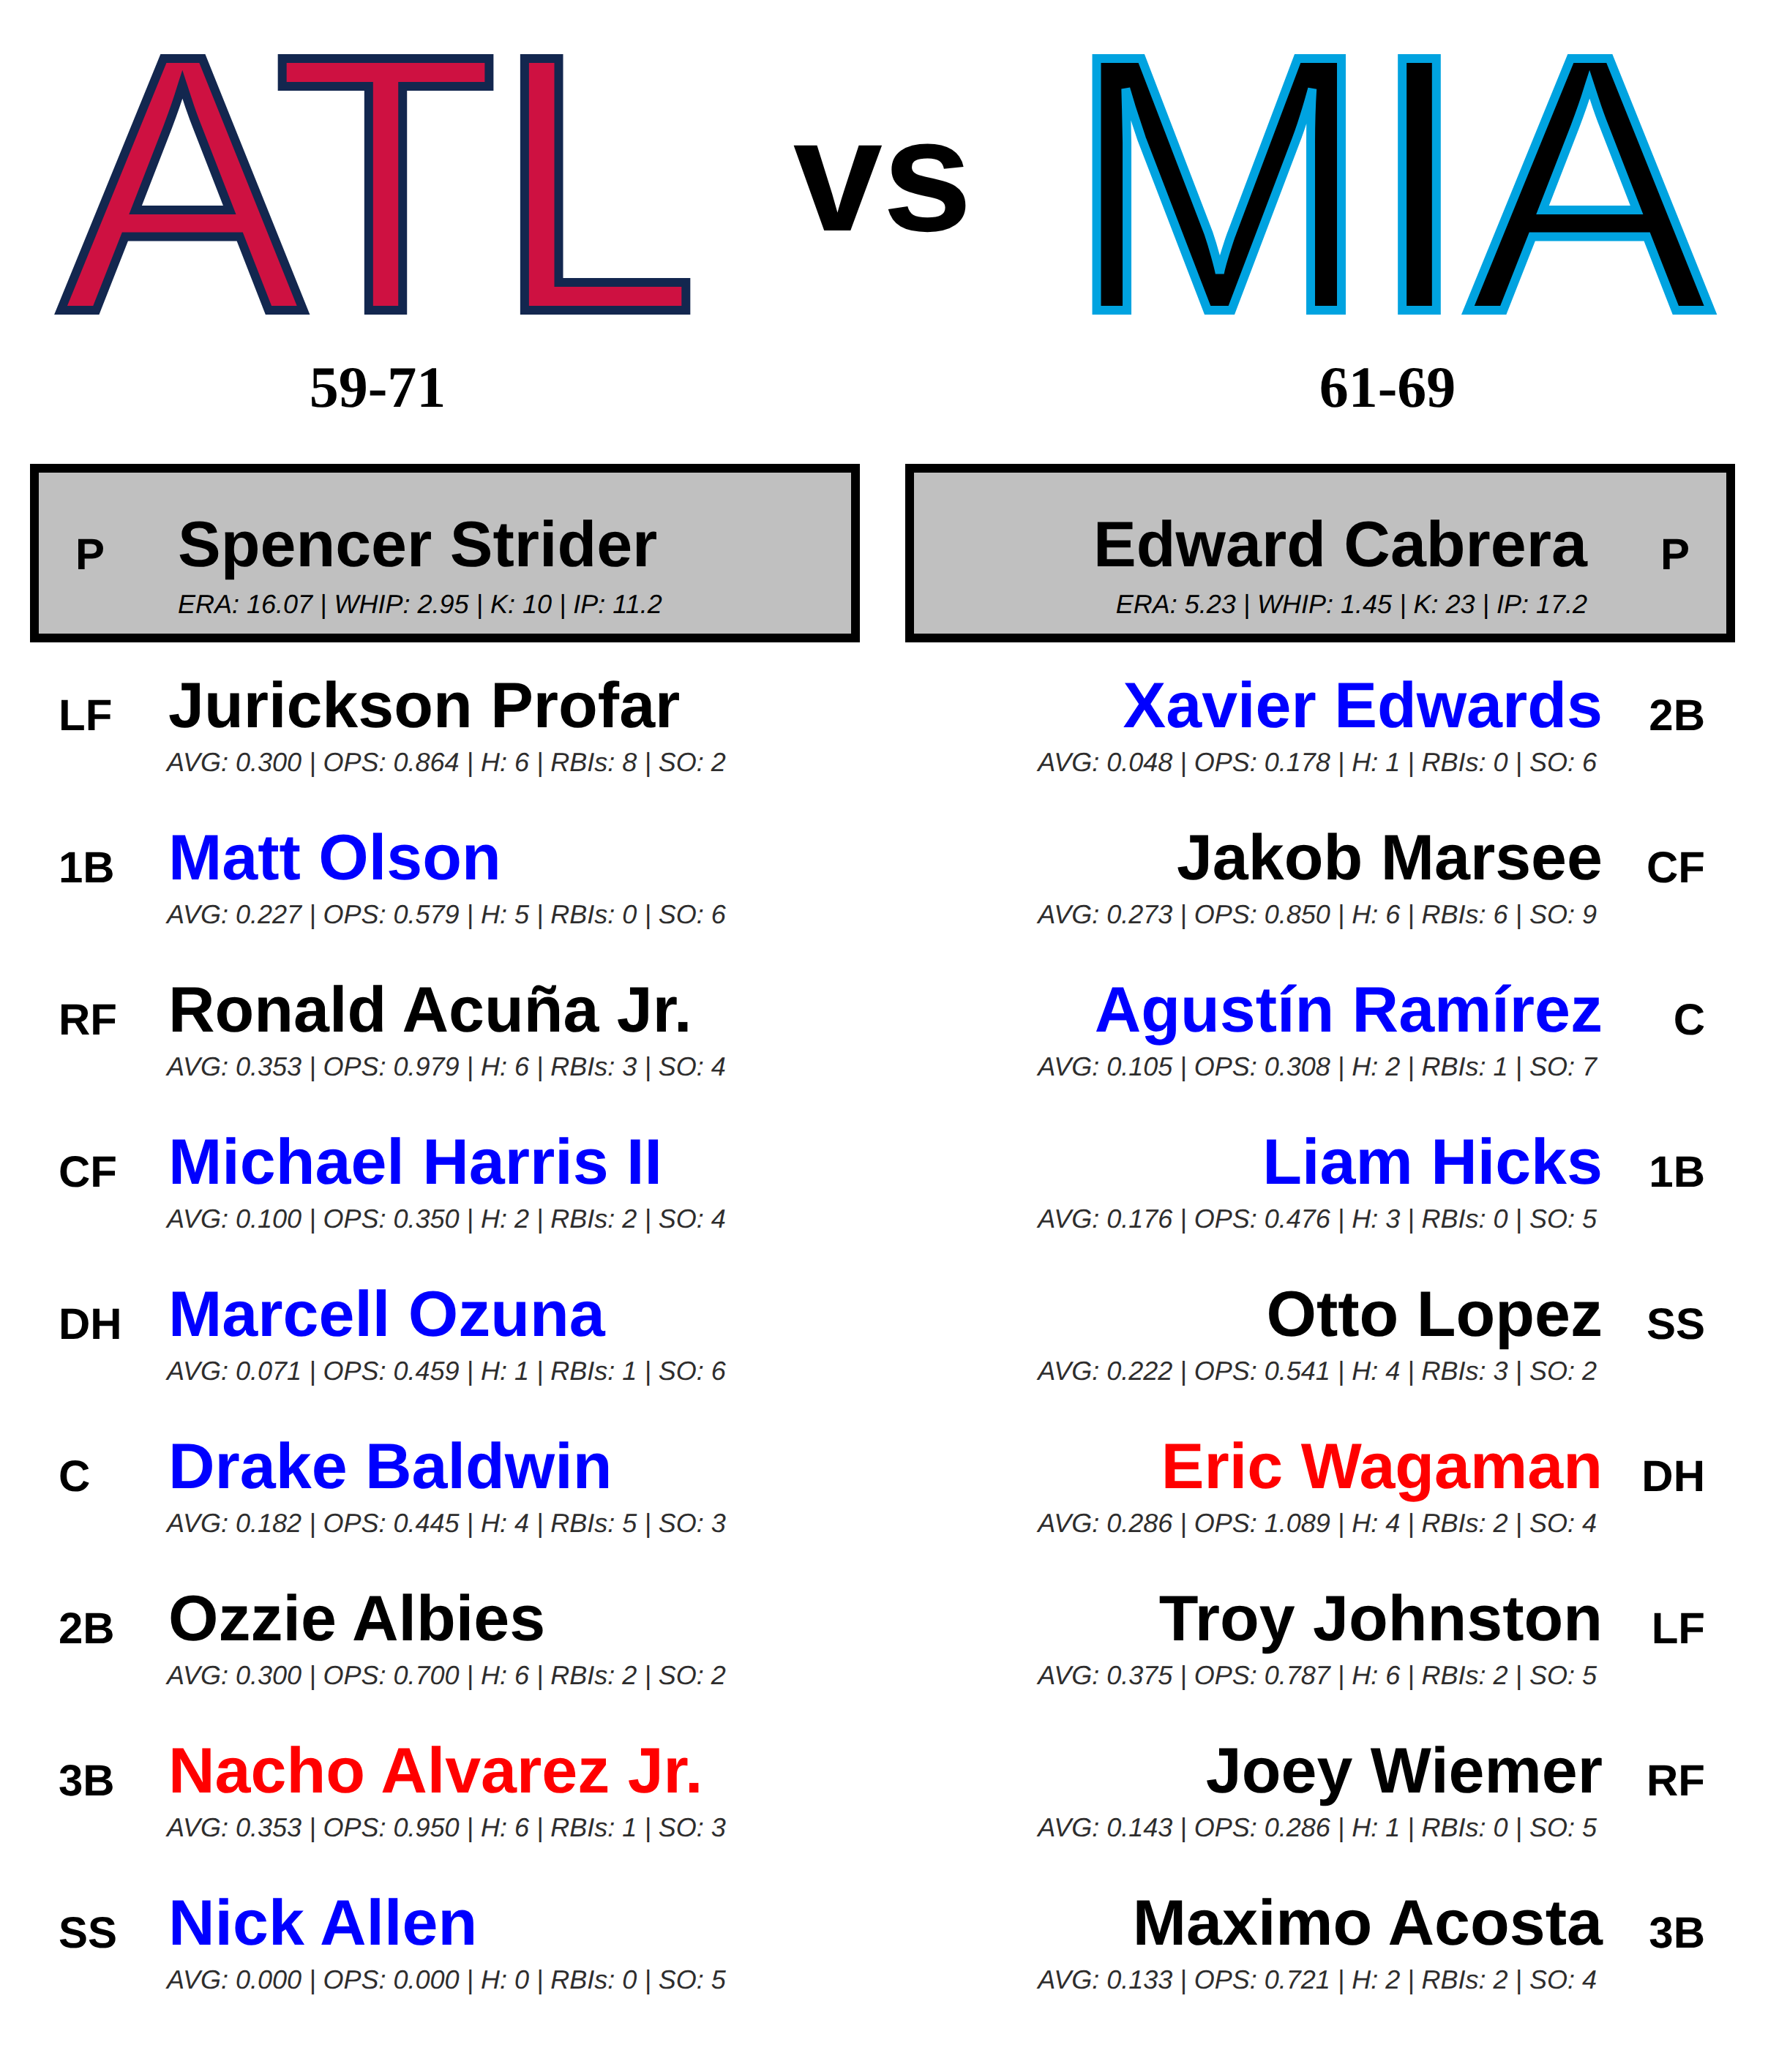 ATL vs MIA
59-71 61-69
P Spencer Strider
ERA: 16.07 | WHIP: 2.95 | K: 10 | IP: 11.2
Edward Cabrera P
ERA: 5.23 | WHIP: 1.45 | K: 23 | IP: 17.2
LF Jurickson Profar
AVG: 0.300 | OPS: 0.864 | H: 6 | RBIs: 8 | SO: 2
1B Matt Olson
AVG: 0.227 | OPS: 0.579 | H: 5 | RBIs: 0 | SO: 6
RF Ronald Acuña Jr.
AVG: 0.353 | OPS: 0.979 | H: 6 | RBIs: 3 | SO: 4
CF Michael Harris II
AVG: 0.100 | OPS: 0.350 | H: 2 | RBIs: 2 | SO: 4
DH Marcell Ozuna
AVG: 0.071 | OPS: 0.459 | H: 1 | RBIs: 1 | SO: 6
C Drake Baldwin
AVG: 0.182 | OPS: 0.445 | H: 4 | RBIs: 5 | SO: 3
2B Ozzie Albies
AVG: 0.300 | OPS: 0.700 | H: 6 | RBIs: 2 | SO: 2
3B Nacho Alvarez Jr.
AVG: 0.353 | OPS: 0.950 | H: 6 | RBIs: 1 | SO: 3
SS Nick Allen
AVG: 0.000 | OPS: 0.000 | H: 0 | RBIs: 0 | SO: 5
Xavier Edwards 2B
AVG: 0.048 | OPS: 0.178 | H: 1 | RBIs: 0 | SO: 6
Jakob Marsee CF
AVG: 0.273 | OPS: 0.850 | H: 6 | RBIs: 6 | SO: 9
Agustín Ramírez C
AVG: 0.105 | OPS: 0.308 | H: 2 | RBIs: 1 | SO: 7
Liam Hicks 1B
AVG: 0.176 | OPS: 0.476 | H: 3 | RBIs: 0 | SO: 5
Otto Lopez SS
AVG: 0.222 | OPS: 0.541 | H: 4 | RBIs: 3 | SO: 2
Eric Wagaman DH
AVG: 0.286 | OPS: 1.089 | H: 4 | RBIs: 2 | SO: 4
Troy Johnston LF
AVG: 0.375 | OPS: 0.787 | H: 6 | RBIs: 2 | SO: 5
Joey Wiemer RF
AVG: 0.143 | OPS: 0.286 | H: 1 | RBIs: 0 | SO: 5
Maximo Acosta 3B
AVG: 0.133 | OPS: 0.721 | H: 2 | RBIs: 2 | SO: 4